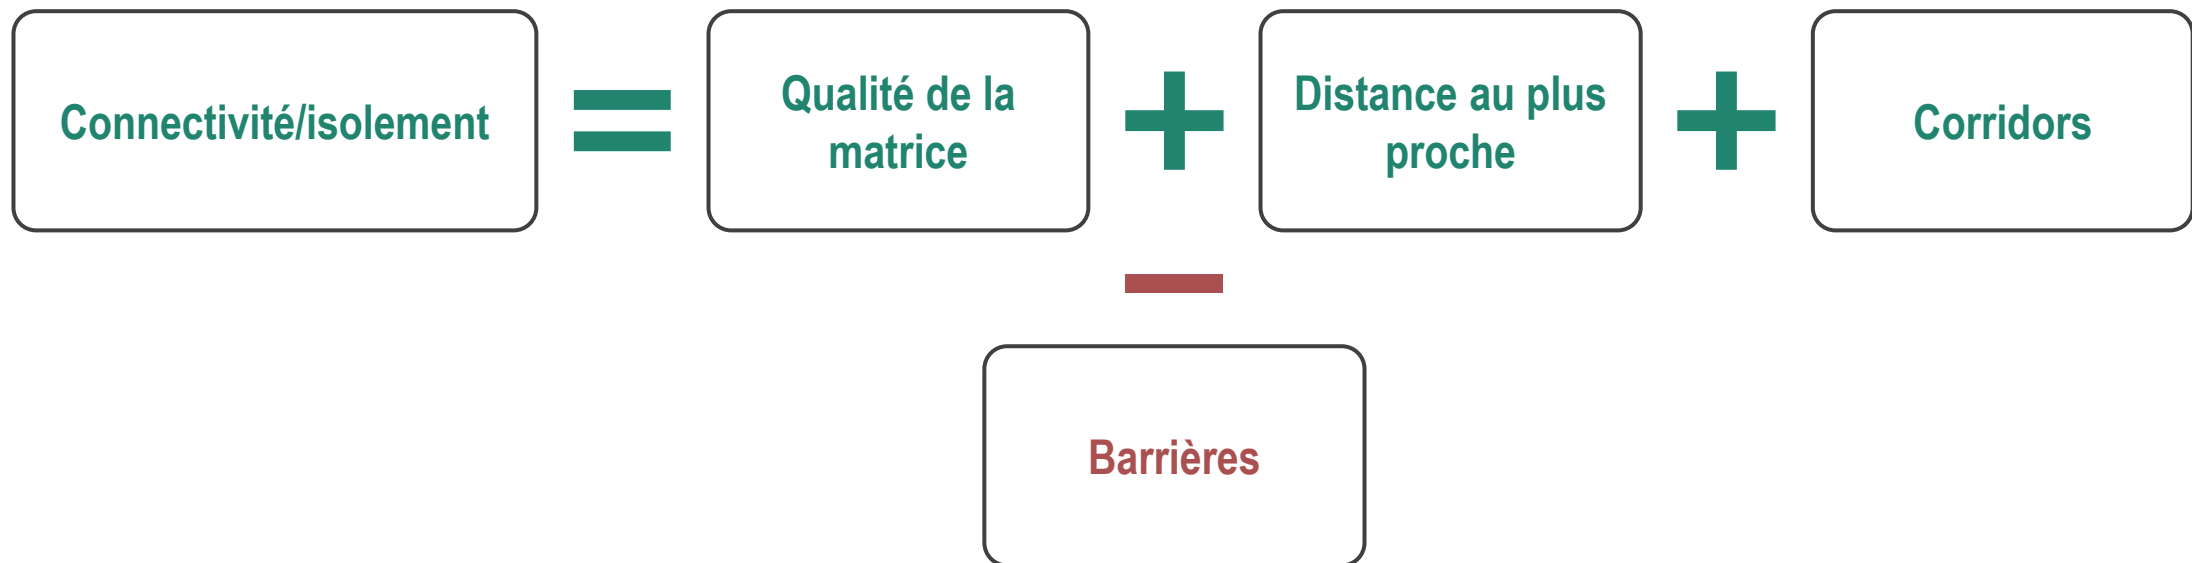 Connectivité/isolement
=
Qualité de la
matrice
+
Distance au plus
proche
+
Corridors
−
Barrières